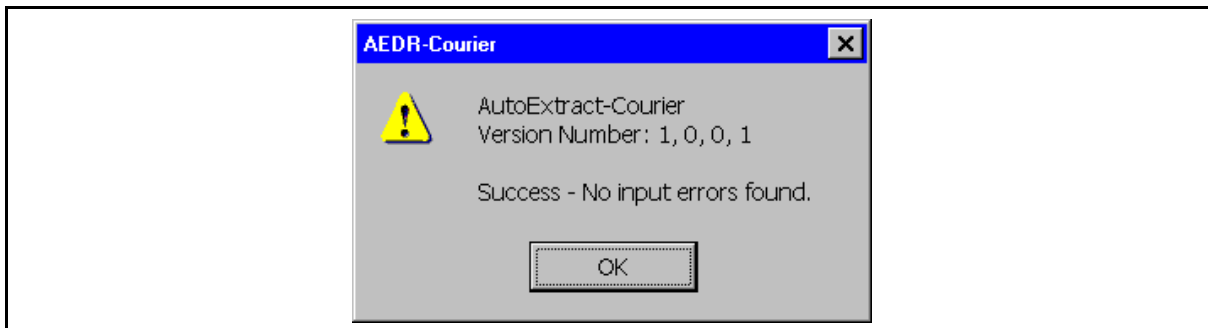 AEDR-Courier
AutoExtract-Courier
Version Number: 1, 0, 0, 1
Success - No input errors found.
OK